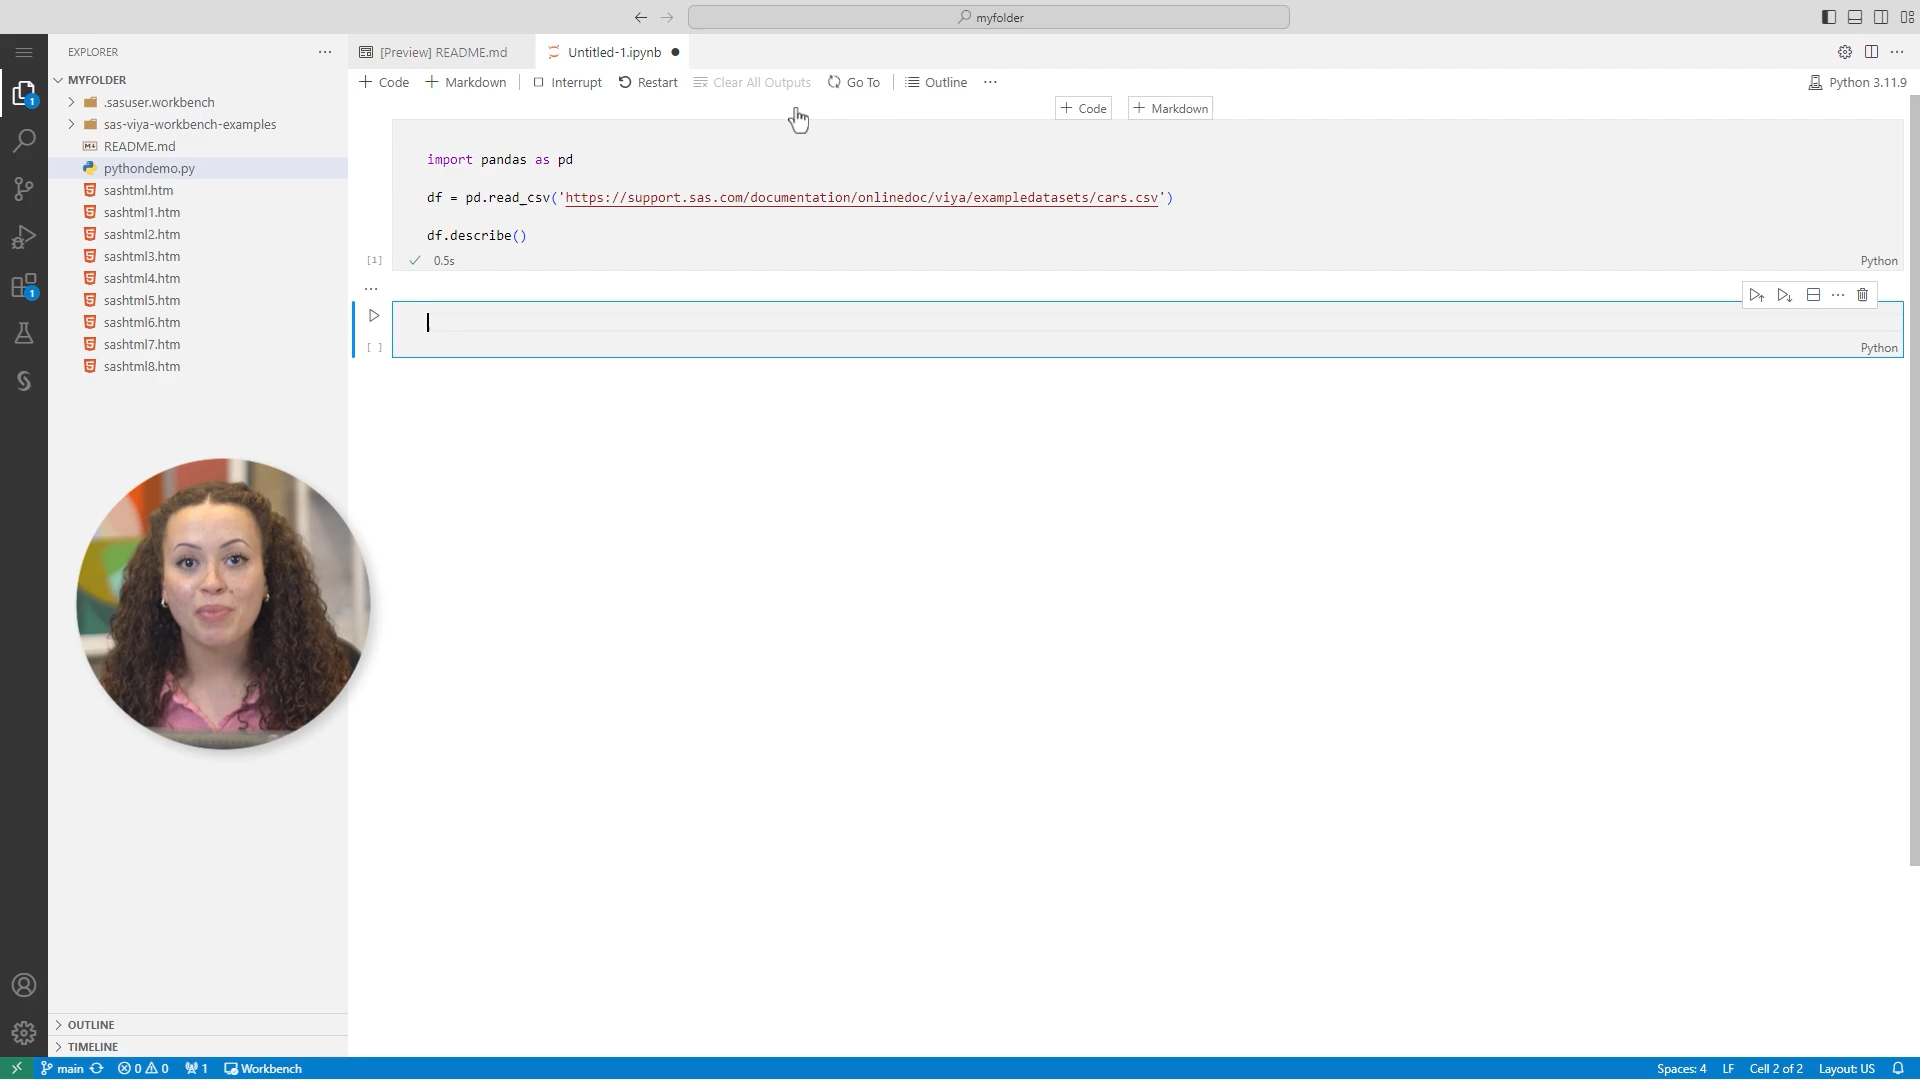 myfolder
EXPLORER
[Preview] README.md
Untitled-1.ipynb
MYFOLDER
Code
Markdown
Interrupt
Restart
Clear All Outputs
Go To
Outline
Python 3.11.9
.sasuser.workbench
sas-viya-workbench-examples
README.md
pythondemo.py
sashtml.htm
sashtml1.htm
sashtml2.htm
sashtml3.htm
sashtml4.htm
sashtml5.htm
sashtml6.htm
sashtml7.htm
sashtml8.htm
1
1
+ Code
+ Markdown
import pandas as pd
df = pd.read_csv('https://support.sas.com/documentation/onlinedoc/viya/exampledatasets/cars.csv')
df.describe()
[1]
0.5s
Python
[ ]
Python
OUTLINE
TIMELINE
main
0
0
1
Workbench
Spaces: 4
LF
Cell 2 of 2
Layout: US